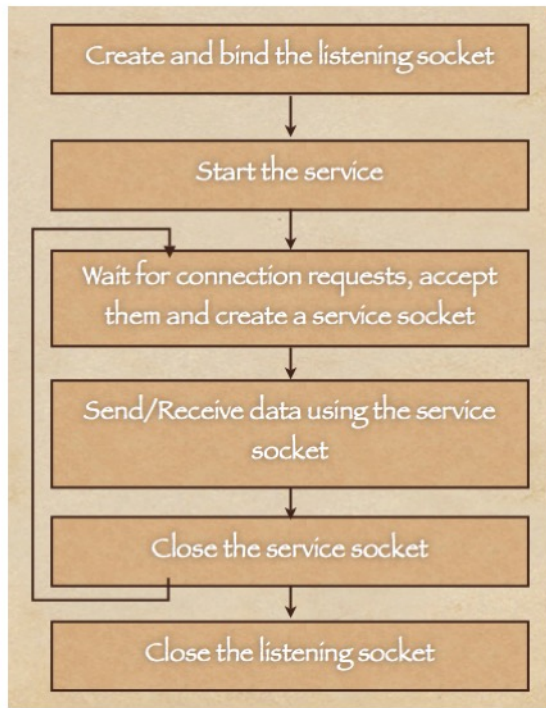 Create and bind the listening socket
Start the service
Wait for connection requests, accept
them and create a service socket
Send/Receive data using the service
socket
Close the service socket
Close the listening socket